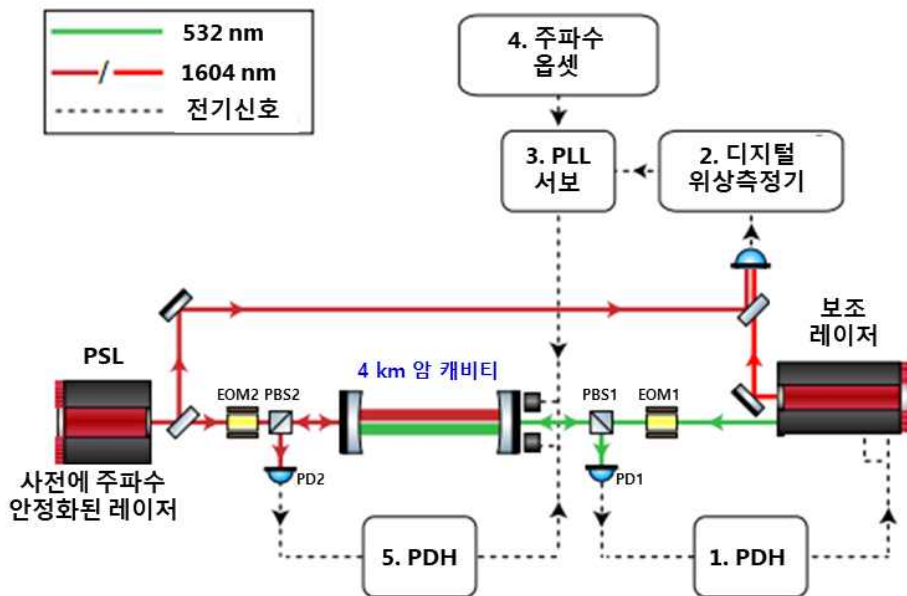 532 nm
1604 nm
전기신호
4. 주파수
옵셋
3. PLL
서보
2. 디지털
위상측정기
보조
레이저
PSL
4 km 암 캐비티
EOM2 PBS2
PBS1 EOM1
PD2
PD1
사전에 주파수
안정화된 레이저
5. PDH
1. PDH